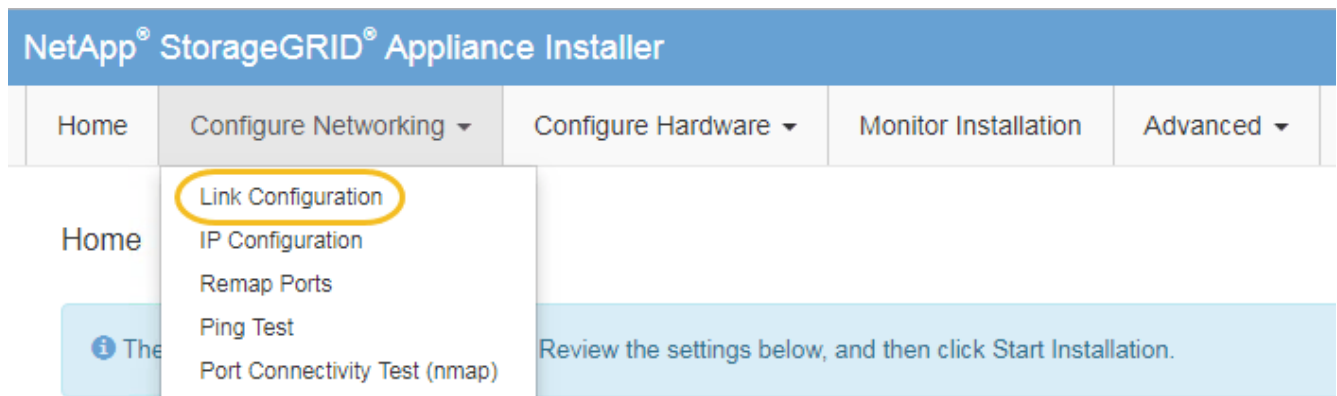 NetApp® StorageGRID® Appliance Installer
Home Configure Networking Configure Hardware Monitor Installation Advanced
Link Configuration
Home
IP Configuration
Remap Ports
Ping Test
The Review the settings below, and then click Start Installation.
Port Connectivity Test (nmap)